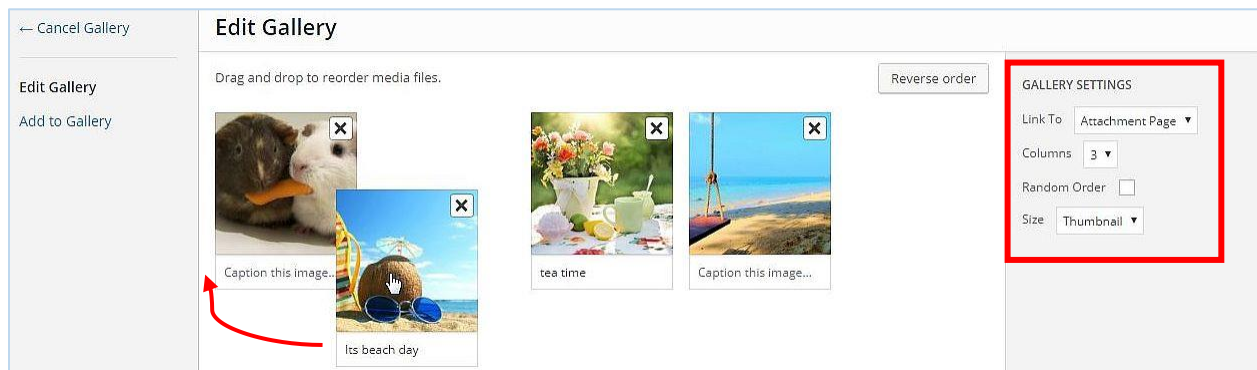 ← Cancel Gallery
Edit Gallery
Add to Gallery
Edit Gallery
Drag and drop to reorder media files.
Reverse order
Caption this image...
Its beach day
tea time
Caption this image...
GALLERY SETTINGS
Link To Attachment Page
Columns 3
Random Order
Size Thumbnail